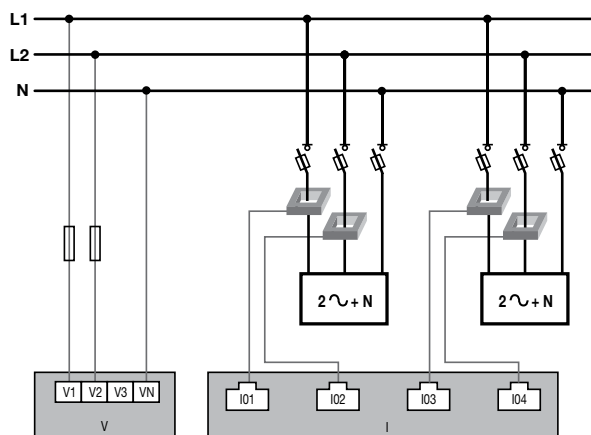 L1
L2
N
2 ∿ + N
2 ∿ + N
V1 V2 V3 VN
V
I01 I02 I03 I04
I